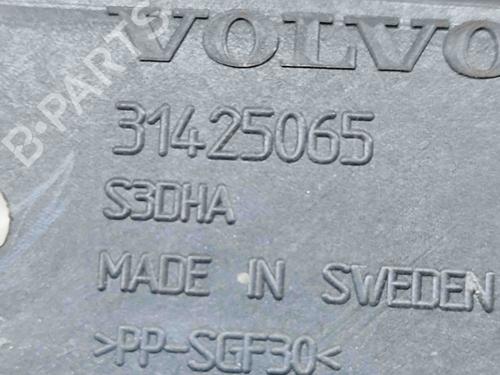 VOLVO
31425065
S3DHA
MADE IN SWEDEN
>PP-SGF30<
B-PARTS